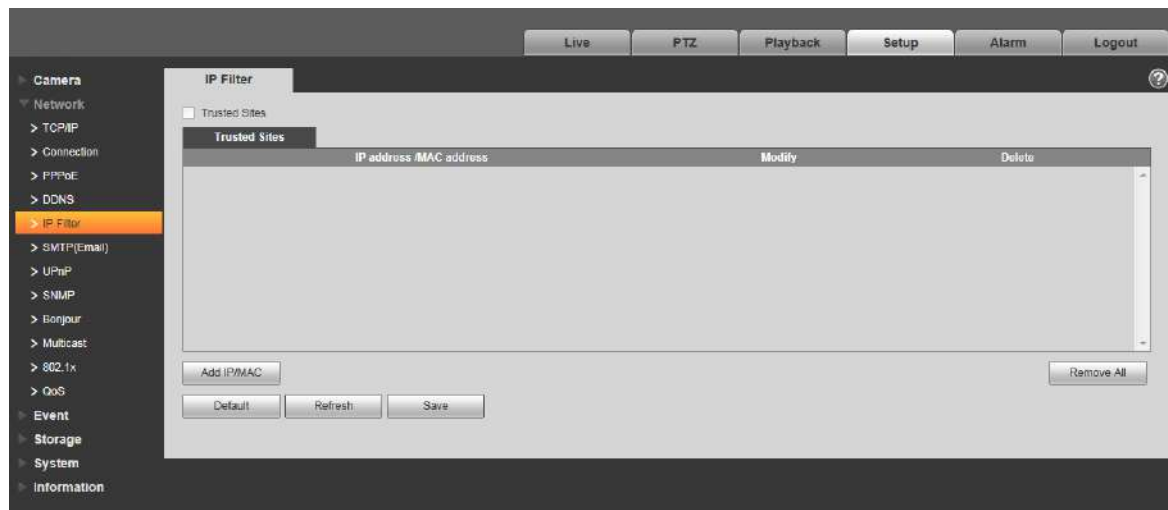 Live PTZ Playback Setup Alarm Logout
Camera
Network
> TCP/IP
> Connection
> PPPoE
> DDNS
> IP Filter
> SMTP(Email)
> UPnP
> SNMP
> Bonjour
> Multicast
> 802.1x
> QoS
Event
Storage
System
Information
IP Filter
?
Trusted Sites
Trusted Sites
IP address /MAC address Modify Delete
Add IP/MAC Remove All
Default Refresh Save